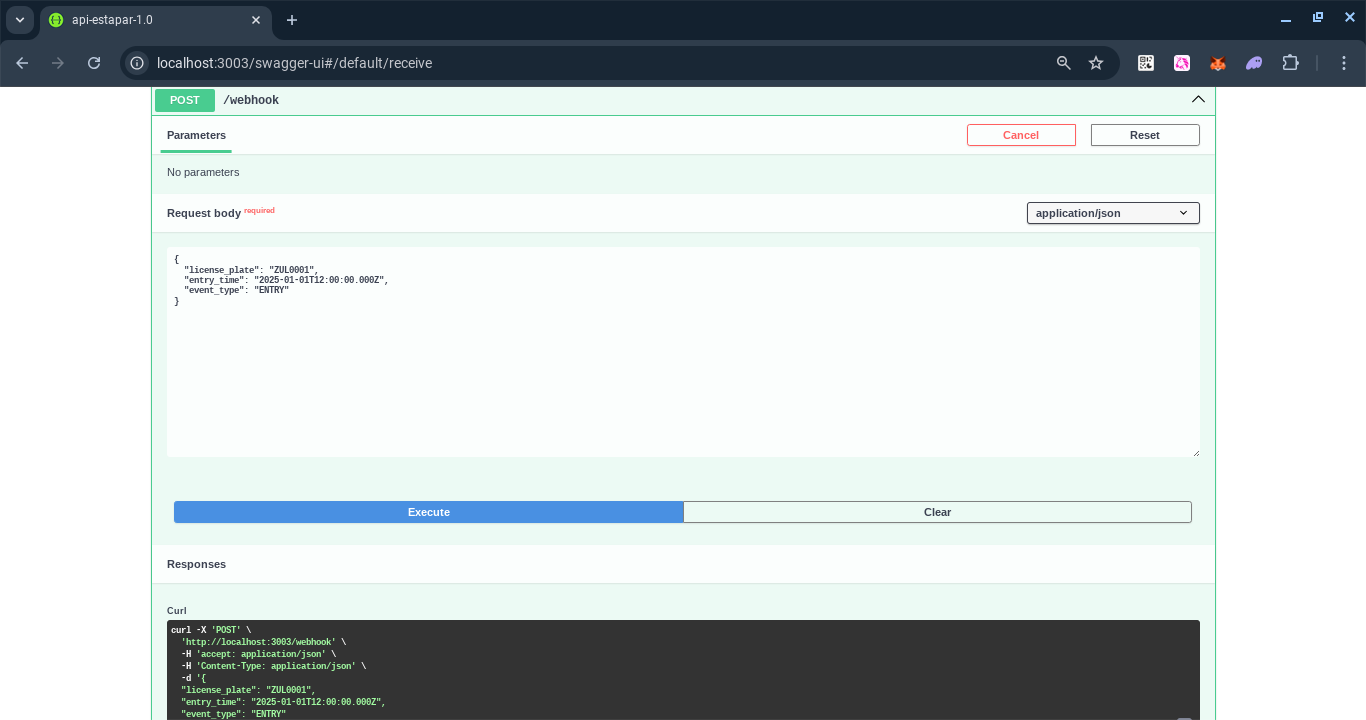 api-estapar-1.0
localhost:3003/swagger-ui#/default/receive
POST /webhook
Parameters Cancel Reset
No parameters
Request body required application/json
{
  "license_plate": "ZUL0001",
  "entry_time": "2025-01-01T12:00:00.000Z",
  "event_type": "ENTRY"
}
Execute Clear
Responses
Curl
curl -X 'POST' \
  'http://localhost:3003/webhook' \
  -H 'accept: application/json' \
  -H 'Content-Type: application/json' \
  -d '{
  "license_plate": "ZUL0001",
  "entry_time": "2025-01-01T12:00:00.000Z",
  "event_type": "ENTRY"